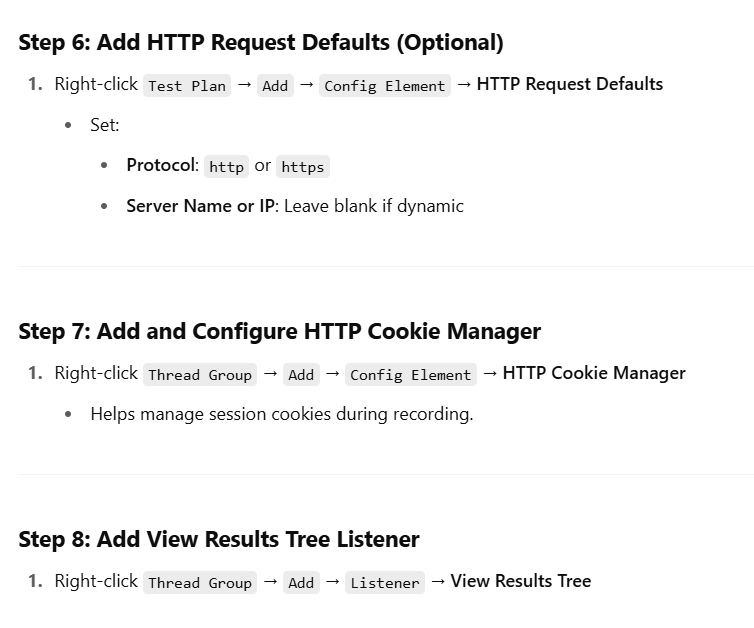 Step 6: Add HTTP Request Defaults (Optional)
1. Right-click Test Plan → Add → Config Element → HTTP Request Defaults
• Set:
• Protocol: http or https
• Server Name or IP: Leave blank if dynamic
Step 7: Add and Configure HTTP Cookie Manager
1. Right-click Thread Group → Add → Config Element → HTTP Cookie Manager
• Helps manage session cookies during recording.
Step 8: Add View Results Tree Listener
1. Right-click Thread Group → Add → Listener → View Results Tree